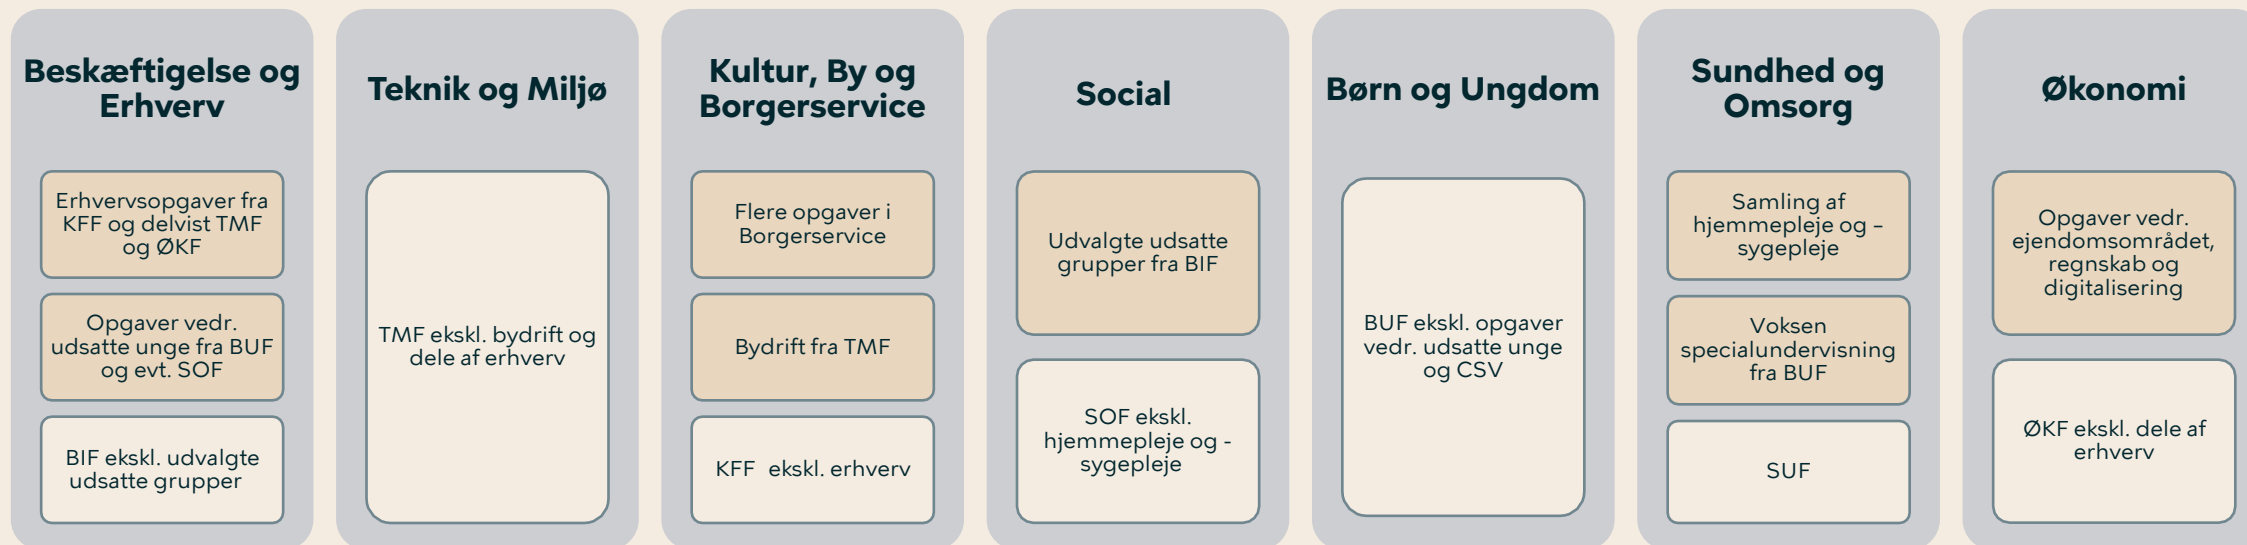 Beskæftigelse og
Erhverv
Erhvervsopgaver fra
KFF og delvist TMF
og ØKF
Opgaver vedr.
udsatte unge fra BUF
og evt. SOF
BIF ekskl. udvalgte
udsatte grupper
Teknik og Miljø
TMF ekskl. bydrift og
dele af erhverv
Kultur, By og
Borgerservice
Flere opgaver i
Borgerservice
Bydrift fra TMF
KFF ekskl. erhverv
Social
Udvalgte udsatte
grupper fra BIF
SOF ekskl.
hjemmepleje og -
sygepleje
Børn og Ungdom
BUF ekskl. opgaver
vedr. udsatte unge
og CSV
Sundhed og
Omsorg
Samling af
hjemmepleje og –
sygepleje
Voksen
specialundervisning
fra BUF
SUF
Økonomi
Opgaver vedr.
ejendomsområdet,
regnskab og
digitalisering
ØKF ekskl. dele af
erhverv